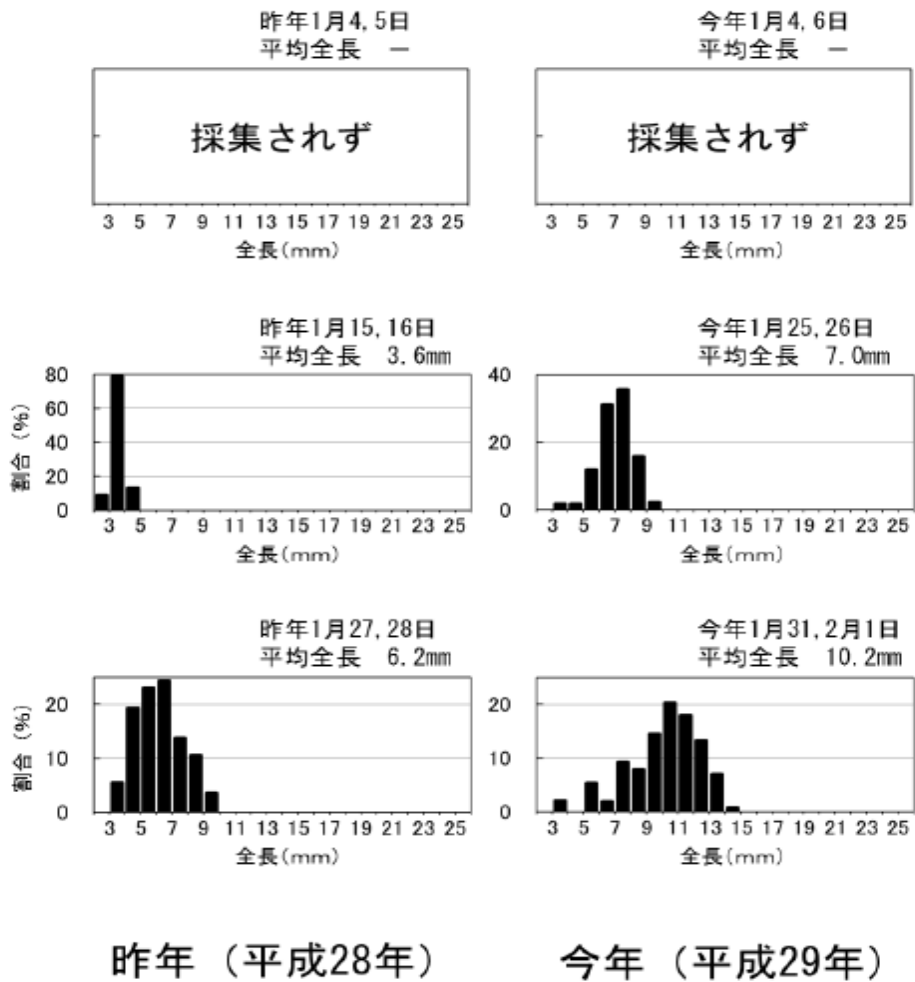 昨年1月4,5日
平均全長 －
採集されず
3 5 7 9 11 13 15 17 19 21 23 25
全長(mm)
今年1月4,6日
平均全長 －
採集されず
3 5 7 9 11 13 15 17 19 21 23 25
全長(mm)
昨年1月15,16日
平均全長 3.6mm
割合 (%)
80
60
40
20
0
3 5 7 9 11 13 15 17 19 21 23 25
全長(mm)
今年1月25,26日
平均全長 7.0mm
40
20
0
3 5 7 9 11 13 15 17 19 21 23 25
全長(mm)
昨年1月27,28日
平均全長 6.2mm
割合 (%)
20
10
0
3 5 7 9 11 13 15 17 19 21 23 25
全長(mm)
今年1月31,2月1日
平均全長 10.2mm
20
10
0
3 5 7 9 11 13 15 17 19 21 23 25
全長(mm)
昨年（平成28年）
今年（平成29年）